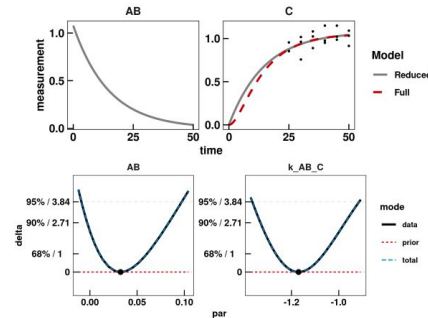 AB
C
measurement
1.0
0.5
0.0
0
25
50
1.0
0.5
0.0
0
25
50
time
Model
Reduced
Full
AB
k_AB_C
delta
95% / 3.84
90% / 2.71
68% / 1
0
0.00
0.05
0.10
95% / 3.84
90% / 2.71
68% / 1
0
-1.2
-1.0
par
mode
data
prior
total